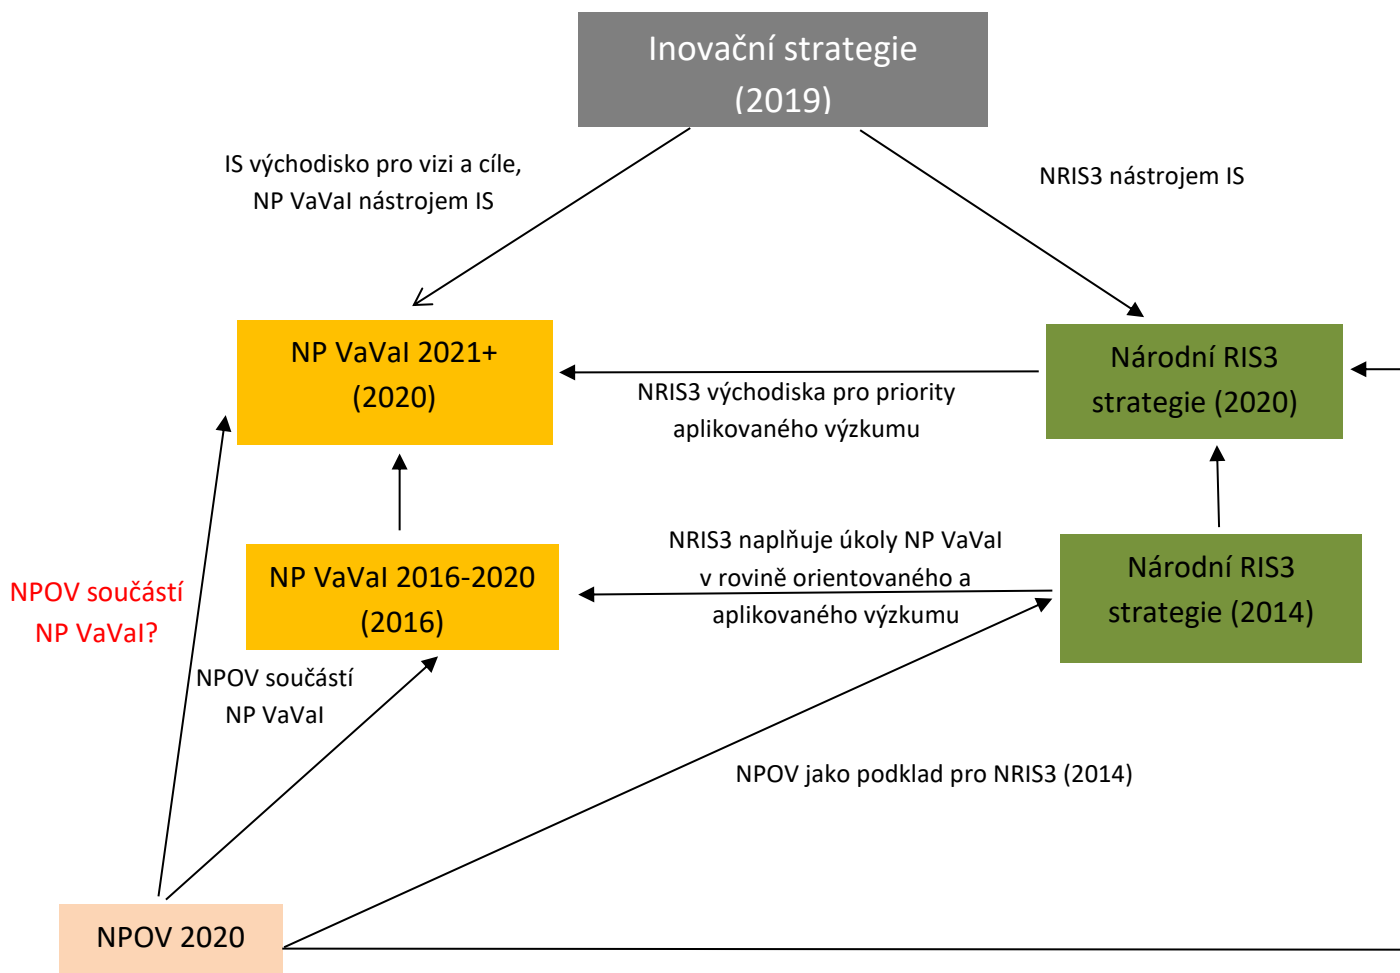 Inovační strategie
(2019)
IS východisko pro vizi a cíle,
NP VaVaI nástrojem IS
NRIS3 nástrojem IS
NP VaVaI 2021+
(2020)
NRIS3 východiska pro priority
aplikovaného výzkumu
Národní RIS3
strategie (2020)
NP VaVaI 2016-2020
(2016)
NRIS3 naplňuje úkoly NP VaVaI
v rovině orientovaného a
aplikovaného výzkumu
Národní RIS3
strategie (2014)
NPOV součástí
NP VaVaI?
NPOV součástí
NP VaVaI
NPOV jako podklad pro NRIS3 (2014)
NPOV 2020